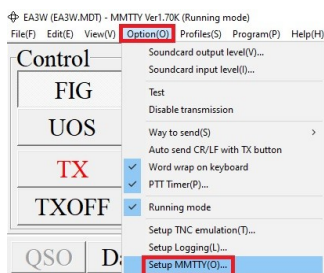 EA3W (EA3W.MDT) - MMTTY Ver1.70K (Running mode)
File(F) Edit(E) View(V) Option(O) Profiles(S) Program(P) Help(H)
Control
FIG
UOS
TX
TXOFF
QSO
Soundcard output level(V)...
Soundcard input level(I)...
Test
Disable transmission
Way to send(S)
Auto send CR/LF with TX button
Word wrap on keyboard
PTT Timer(P)...
Running mode
Setup TNC emulation(T)...
Setup Logging(L)...
Setup MMTTY(O)...